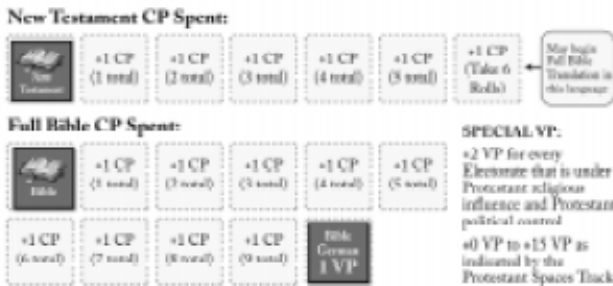 New Testament CP Spent:
New
Testament
+1 CP
(1 total)
+1 CP
(2 total)
+1 CP
(3 total)
+1 CP
(4 total)
+1 CP
(5 total)
+1 CP
(Take 6
Rolls)
May begin
Full Bible
Translation in
this language
Full Bible CP Spent:
Bible
+1 CP
(1 total)
+1 CP
(2 total)
+1 CP
(3 total)
+1 CP
(4 total)
+1 CP
(5 total)
+1 CP
(6 total)
+1 CP
(7 total)
+1 CP
(8 total)
+1 CP
(9 total)
Bible
German
1 VP
SPECIAL VP:
+2 VP for every
Electorate that is under
Protestant religious
influence and Protestant
political control
+0 VP to +15 VP as
indicated by the
Protestant Spaces Track